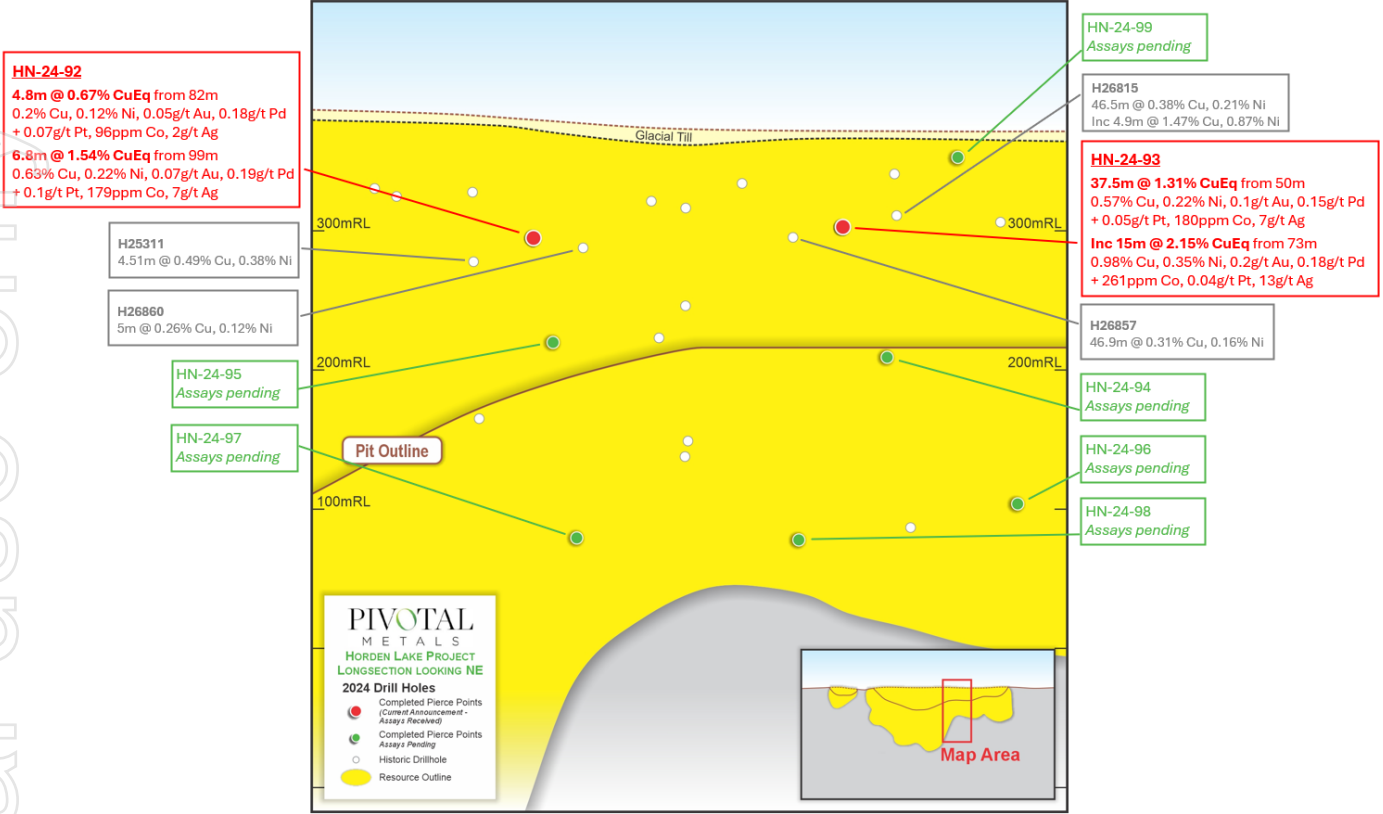 HN-24-92
4.8m @ 0.67% CuEq from 82m
0.2% Cu, 0.12% Ni, 0.05g/t Au, 0.18g/t Pd
+ 0.07g/t Pt, 96ppm Co, 2g/t Ag
6.8m @ 1.54% CuEq from 99m
0.63% Cu, 0.22% Ni, 0.07g/t Au, 0.19g/t Pd
+ 0.1g/t Pt, 179ppm Co, 7g/t Ag
H25311
4.51m @ 0.49% Cu, 0.38% Ni
H26860
5m @ 0.26% Cu, 0.12% Ni
HN-24-95
Assays pending
HN-24-97
Assays pending
Glacial Till
300mRL
300mRL
200mRL
200mRL
Pit Outline
100mRL
HN-24-99
Assays pending
H26815
46.5m @ 0.38% Cu, 0.21% Ni
Inc 4.9m @ 1.47% Cu, 0.87% Ni
HN-24-93
37.5m @ 1.31% CuEq from 50m
0.57% Cu, 0.22% Ni, 0.1g/t Au, 0.15g/t Pd
+ 0.05g/t Pt, 180ppm Co, 7g/t Ag
Inc 15m @ 2.15% CuEq from 73m
0.98% Cu, 0.35% Ni, 0.2g/t Au, 0.18g/t Pd
+ 261ppm Co, 0.04g/t Pt, 13g/t Ag
H26857
46.9m @ 0.31% Cu, 0.16% Ni
HN-24-94
Assays pending
HN-24-96
Assays pending
HN-24-98
Assays pending
PIVOTAL
METALS
HORDEN LAKE PROJECT
LONGSECTION LOOKING NE
2024 Drill Holes
Completed Pierce Points
(Current Announcement -
Assays Received)
Completed Pierce Points
Assays Pending
Historic Drillhole
Resource Outline
Map Area